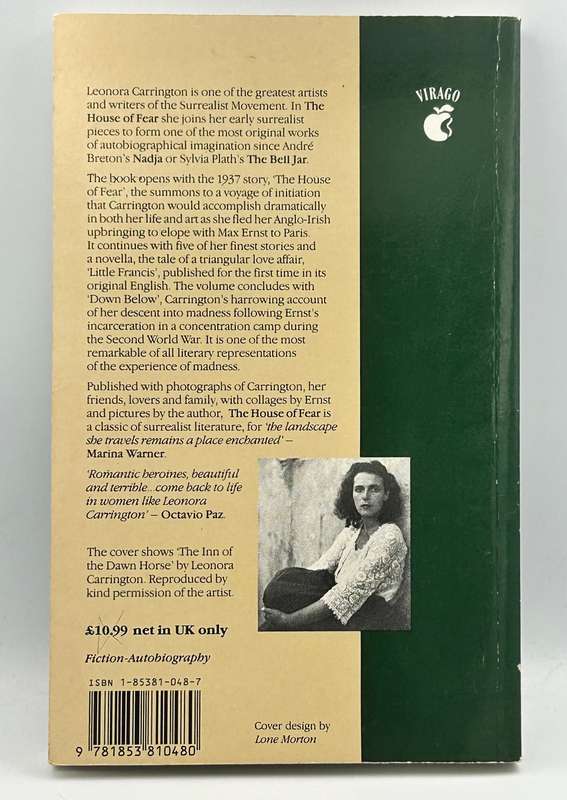 VIRAGO
Leonora Carrington is one of the greatest artists
and writers of the Surrealist Movement. In The
House of Fear she joins her early surrealist
pieces to form one of the most original works
of autobiographical imagination since André
Breton's Nadja or Sylvia Plath's The Bell Jar.
The book opens with the 1937 story, 'The House
of Fear', the summons to a voyage of initiation
that Carrington would accomplish dramatically
in both her life and art as she fled her Anglo-Irish
upbringing to elope with Max Ernst to Paris.
It continues with five of her finest stories and
a novella, the tale of a triangular love affair,
'Little Francis', published for the first time in its
original English. The volume concludes with
'Down Below', Carrington's harrowing account
of her descent into madness following Ernst's
incarceration in a concentration camp during
the Second World War. It is one of the most
remarkable of all literary representations
of the experience of madness.
Published with photographs of Carrington, her
friends, lovers and family, with collages by Ernst
and pictures by the author, The House of Fear is
a classic of surrealist literature, for 'the landscape
she travels remains a place enchanted' –
Marina Warner.
'Romantic heroines, beautiful
and terrible...come back to life
in women like Leonora
Carrington' – Octavio Paz.
The cover shows 'The Inn of
the Dawn Horse' by Leonora
Carrington. Reproduced by
kind permission of the artist.
£10.99 net in UK only
Fiction-Autobiography
ISBN 1-85381-048-7
9 781853 810480
Cover design by
Lone Morton